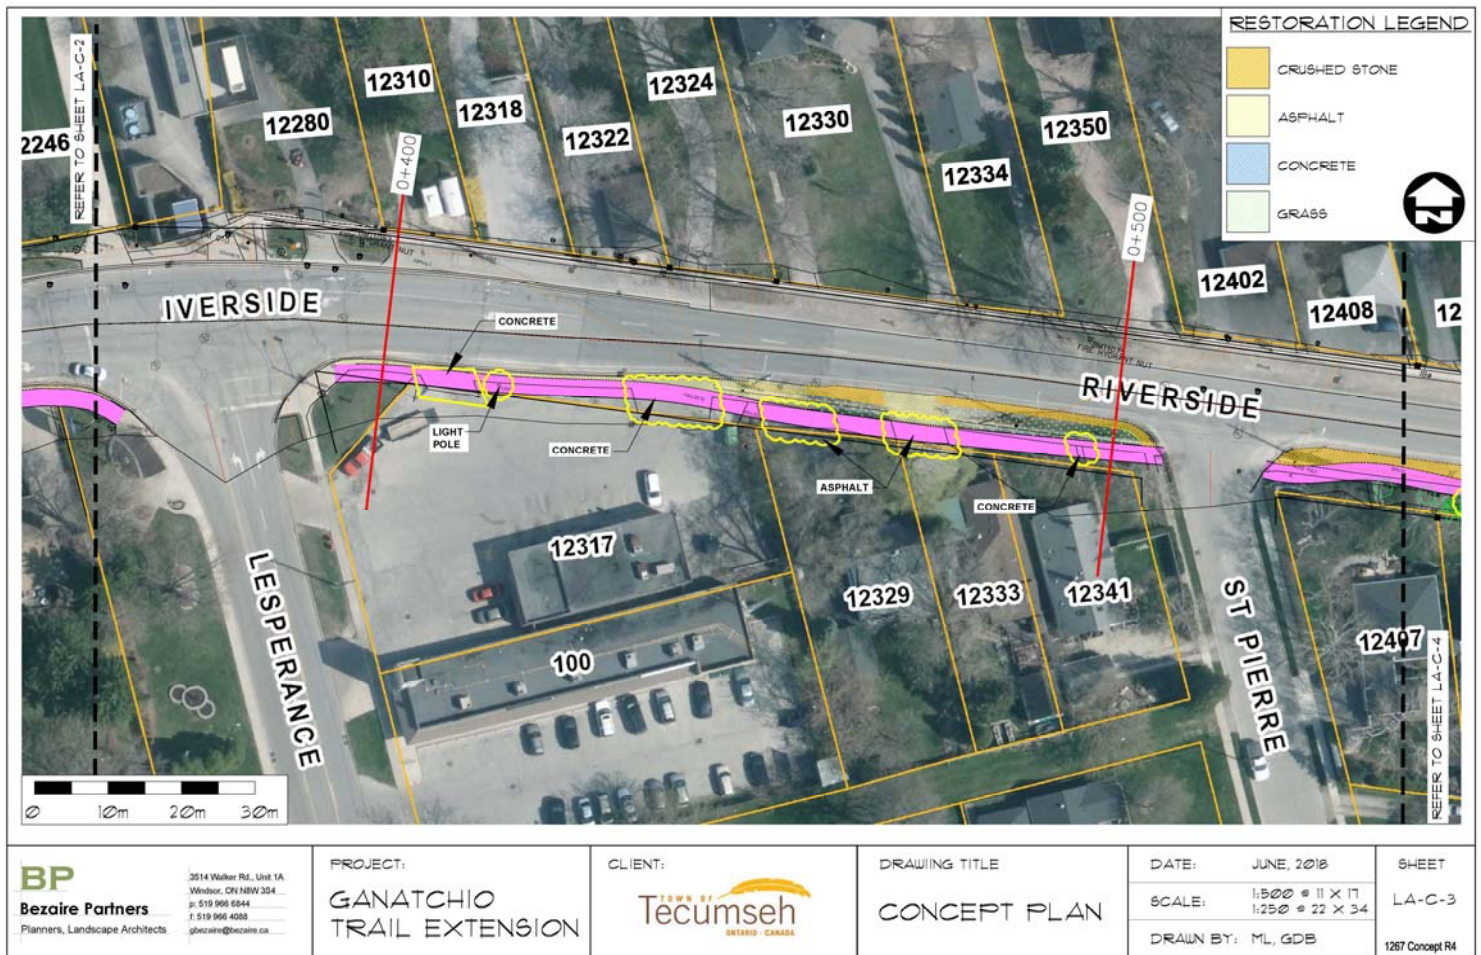 RESTORATION LEGEND
CRUSHED STONE
ASPHALT
CONCRETE
GRASS
N
REFER TO SHEET LA-C-2
2246
12280
12310
12318
12322
12324
12330
12334
12350
12402
12408
12
0+400
0+500
FIRE HYDRANT NUT
FIRE HYDRANT NUT
IVERSIDE
RIVERSIDE
CONCRETE
LIGHT
POLE
CONCRETE
ASPHALT
CONCRETE
12317
12329
12333
12341
12407
100
LESPERANCE
ST PIERRE
REFER TO SHEET LA-C-4
0 10m 20m 30m
BP
Bezaire Partners
Planners, Landscape Architects
3514 Walker Rd., Unit 1A
Windsor, ON N8W 3S4
p: 519 966 6844
f: 519 966 4088
gbezaire@bezaire.ca
PROJECT:
GANATCHIO
TRAIL EXTENSION
CLIENT:
TOWN OF
Tecumseh
ONTARIO - CANADA
DRAWING TITLE
CONCEPT PLAN
DATE: JUNE, 2018
SCALE: 1:500 @ 11 X 17
1:250 @ 22 X 34
DRAWN BY: ML, GDB
SHEET
LA-C-3
1267 Concept R4